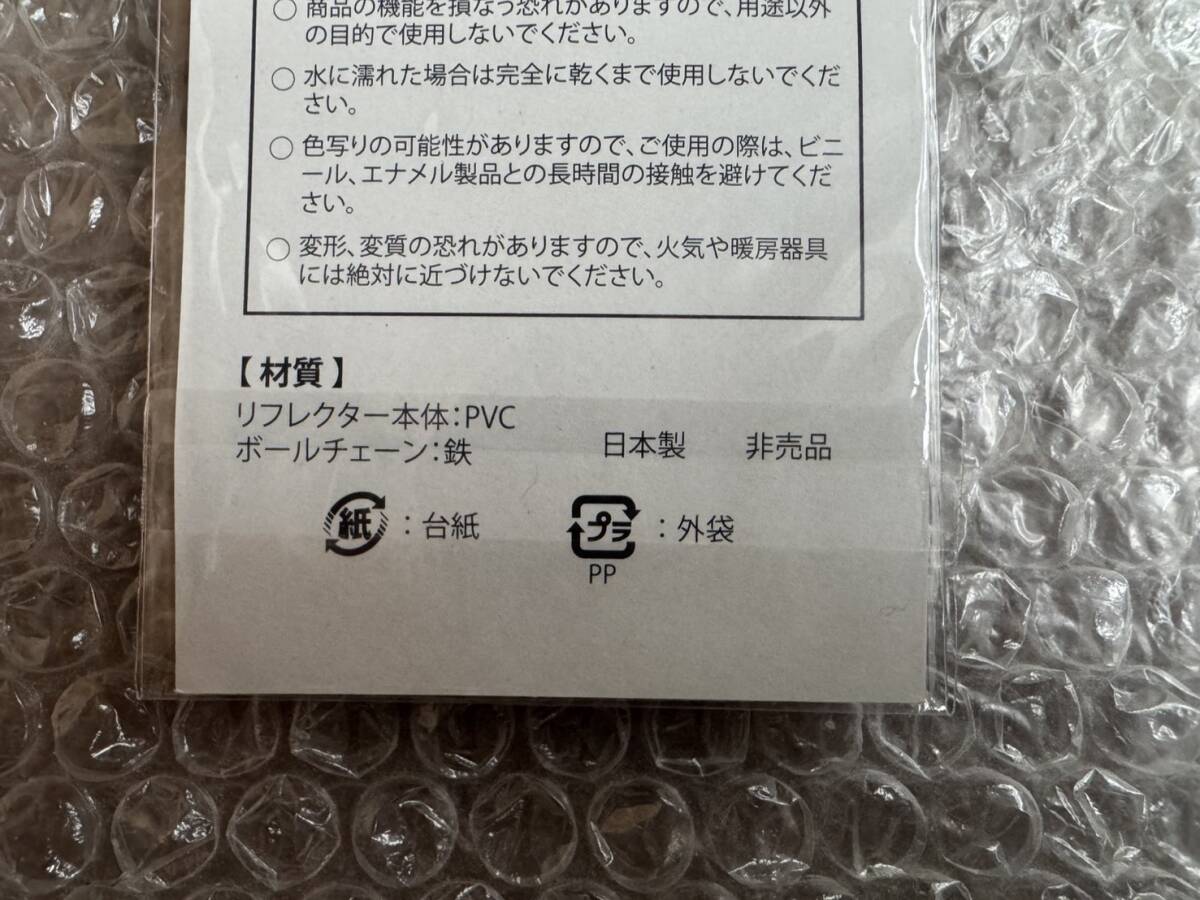 ○ 商品の機能を損なう恐れがありますので、用途以外
の目的で使用しないでください。
○ 水に濡れた場合は完全に乾くまで使用しないでくだ
さい。
○ 色写りの可能性がありますので、ご使用の際は、ビニ
ール、エナメル製品との長時間の接触を避けてくだ
さい。
○ 変形、変質の恐れがありますので、火気や暖房器具
には絶対に近づけないでください。
【 材質 】
リフレクター本体：PVC
ボールチェーン：鉄 日本製 非売品
紙 ：台紙 プラ ：外袋
PP